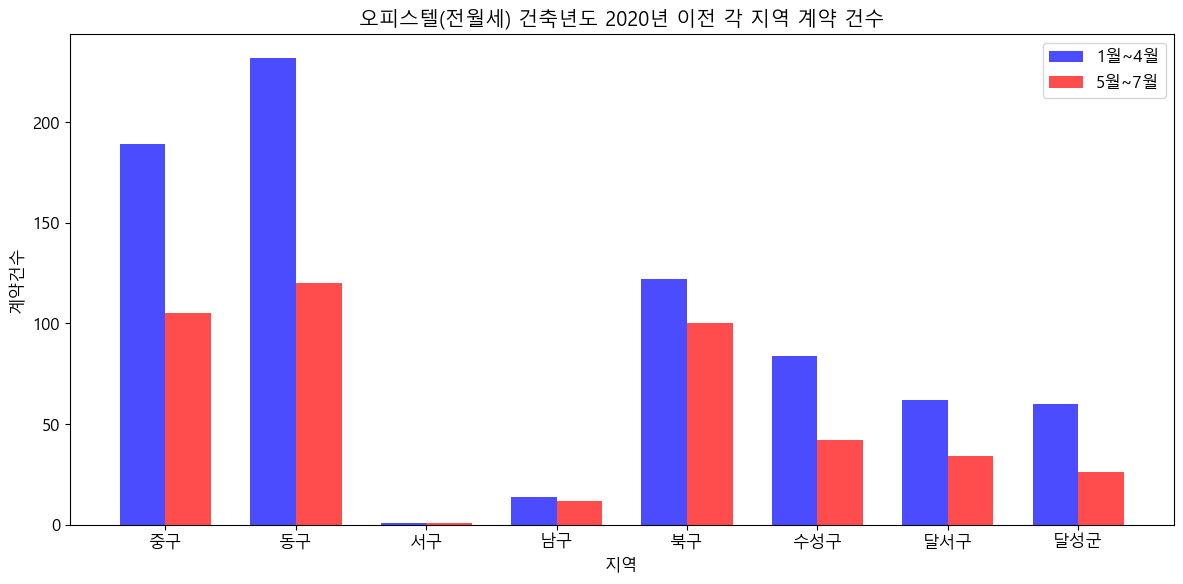 오피스텔(전월세) 건축년도 2020년 이전 각 지역 계약 건수
1월~4월
5월~7월
계약건수
200
150
100
50
0
중구 동구 서구 남구 북구 수성구 달서구 달성군
지역